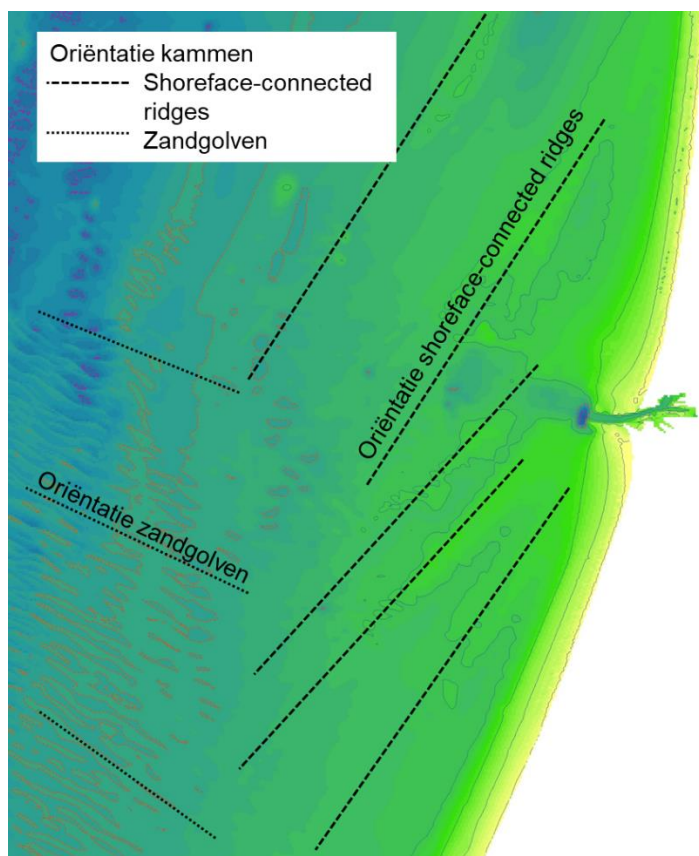 Oriëntatie kammen
Shoreface-connected
ridges
Zandgolven
Oriëntatie shoreface-connected ridges
Oriëntatie zandgolven